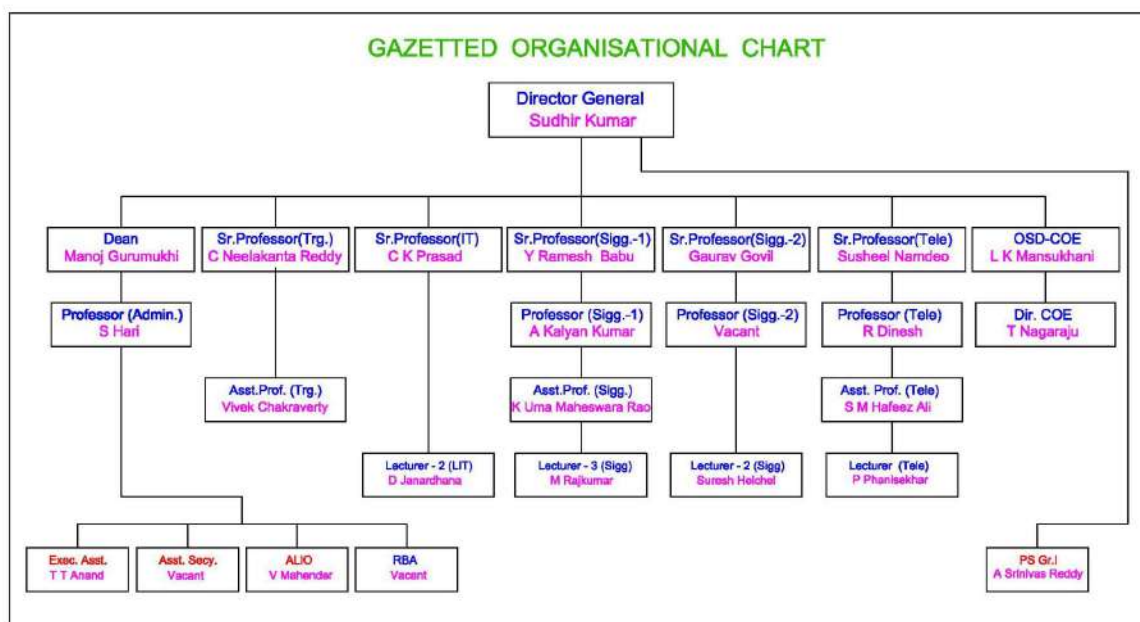 GAZETTED ORGANISATIONAL CHART
Director General
Sudhir Kumar
Dean
Manoj Gurumukhi
Sr.Professor(Trg.)
C Neelakanta Reddy
Sr.Professor(IT)
C K Prasad
Sr.Professor(Sigg.-1)
Y Ramesh Babu
Sr.Professor(Sigg.-2)
Gaurav Govil
Sr.Professor(Tele)
Susheel Namdeo
OSD-COE
L K Mansukhani
Professor (Admin.)
S Hari
Professor (Sigg.-1)
A Kalyan Kumar
Professor (Sigg.-2)
Vacant
Professor (Tele)
R Dinesh
Dir. COE
T Nagaraju
Asst.Prof. (Trg.)
Vivek Chakraverty
Asst.Prof. (Sigg.)
K Uma Maheswara Rao
Asst. Prof. (Tele)
S M Hafeez Ali
Lecturer - 2 (LIT)
D Janardhana
Lecturer - 3 (Sigg)
M Rajkumar
Lecturer - 2 (Sigg)
Suresh Helchel
Lecturer (Tele)
P Phanisekhar
Exec. Asst.
T T Anand
Asst. Secy.
Vacant
ALIO
V Mahender
RBA
Vacant
PS Gr.I
A Srinivas Reddy